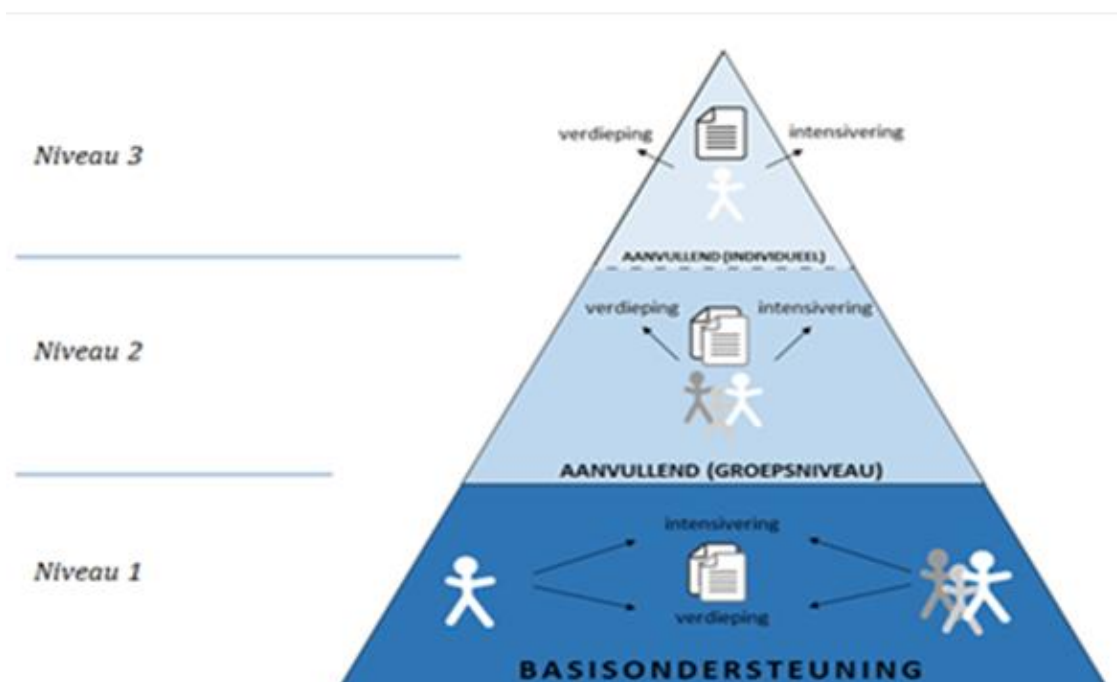 Niveau 3
verdieping
intensivering
AANVULLEND (INDIVIDUEEL)
Niveau 2
verdieping
intensivering
AANVULLEND (GROEPSNIVEAU)
Niveau 1
intensivering
verdieping
BASISONDERSTEUNING